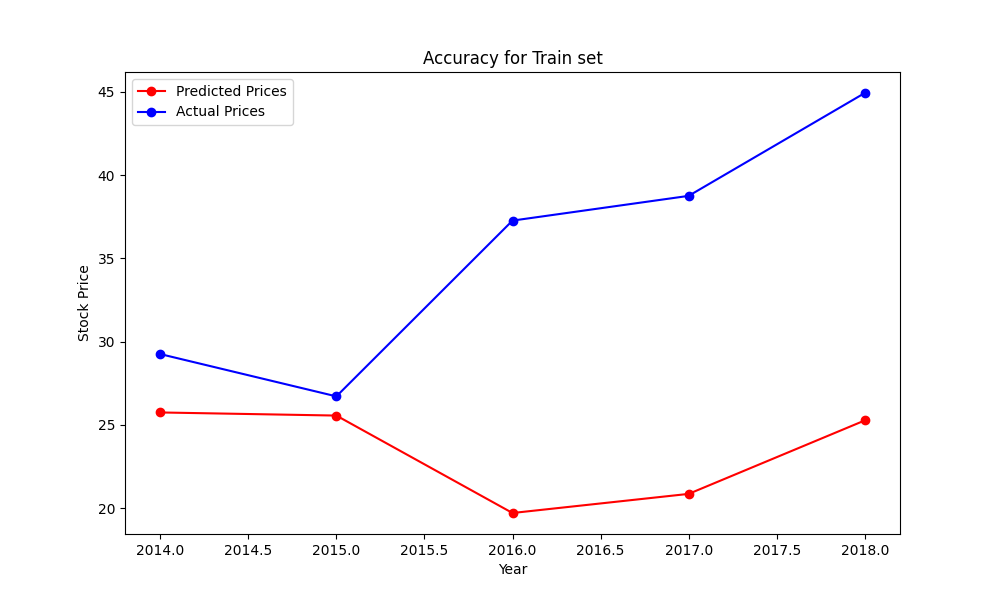 Accuracy for Train set
Predicted Prices
Actual Prices
Stock Price
45
40
35
30
25
20
2014.0 2014.5 2015.0 2015.5 2016.0 2016.5 2017.0 2017.5 2018.0
Year